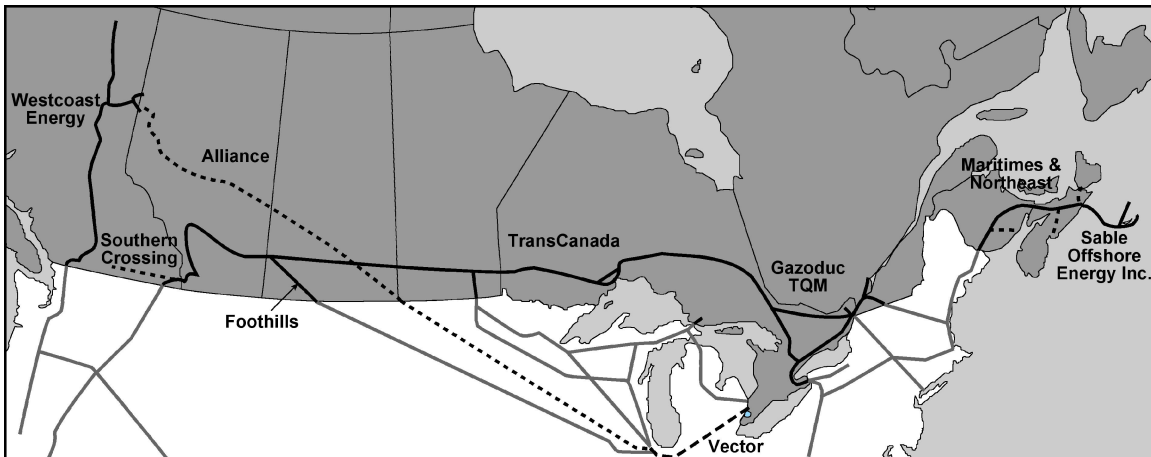 Westcoast
Energy
Alliance
Southern
Crossing
Foothills
TransCanada
Gazoduc
TQM
Vector
Maritimes &
Northeast
Sable
Offshore
Energy Inc.